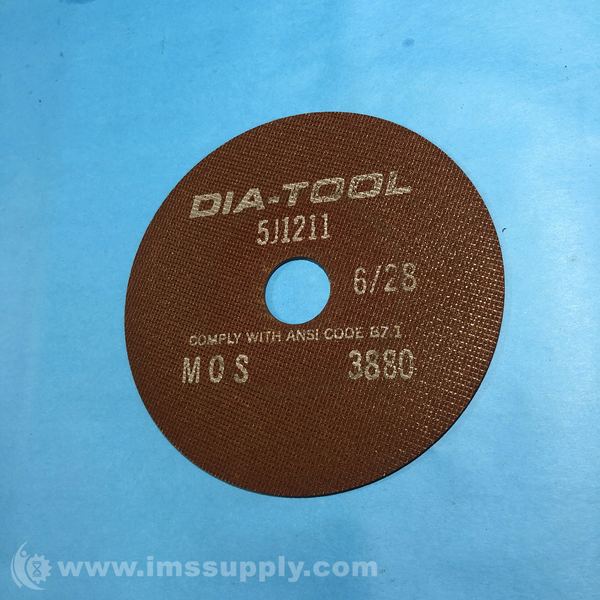 DIA-TOOL
5J1211
6/28
COMPLY WITH ANSI CODE B7.1
MOS 3880
www.imssupply.com